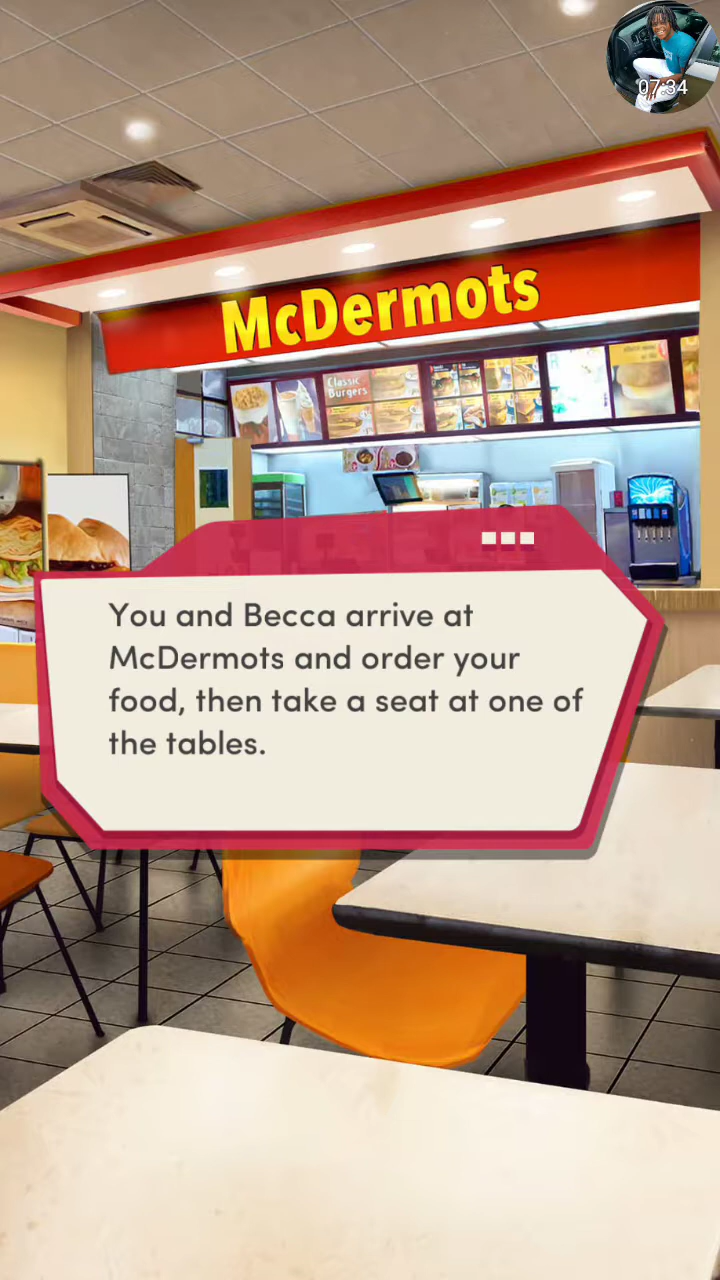 07:34
McDermots
Classic
Burgers
You and Becca arrive at
McDermots and order your
food, then take a seat at one of
the tables.